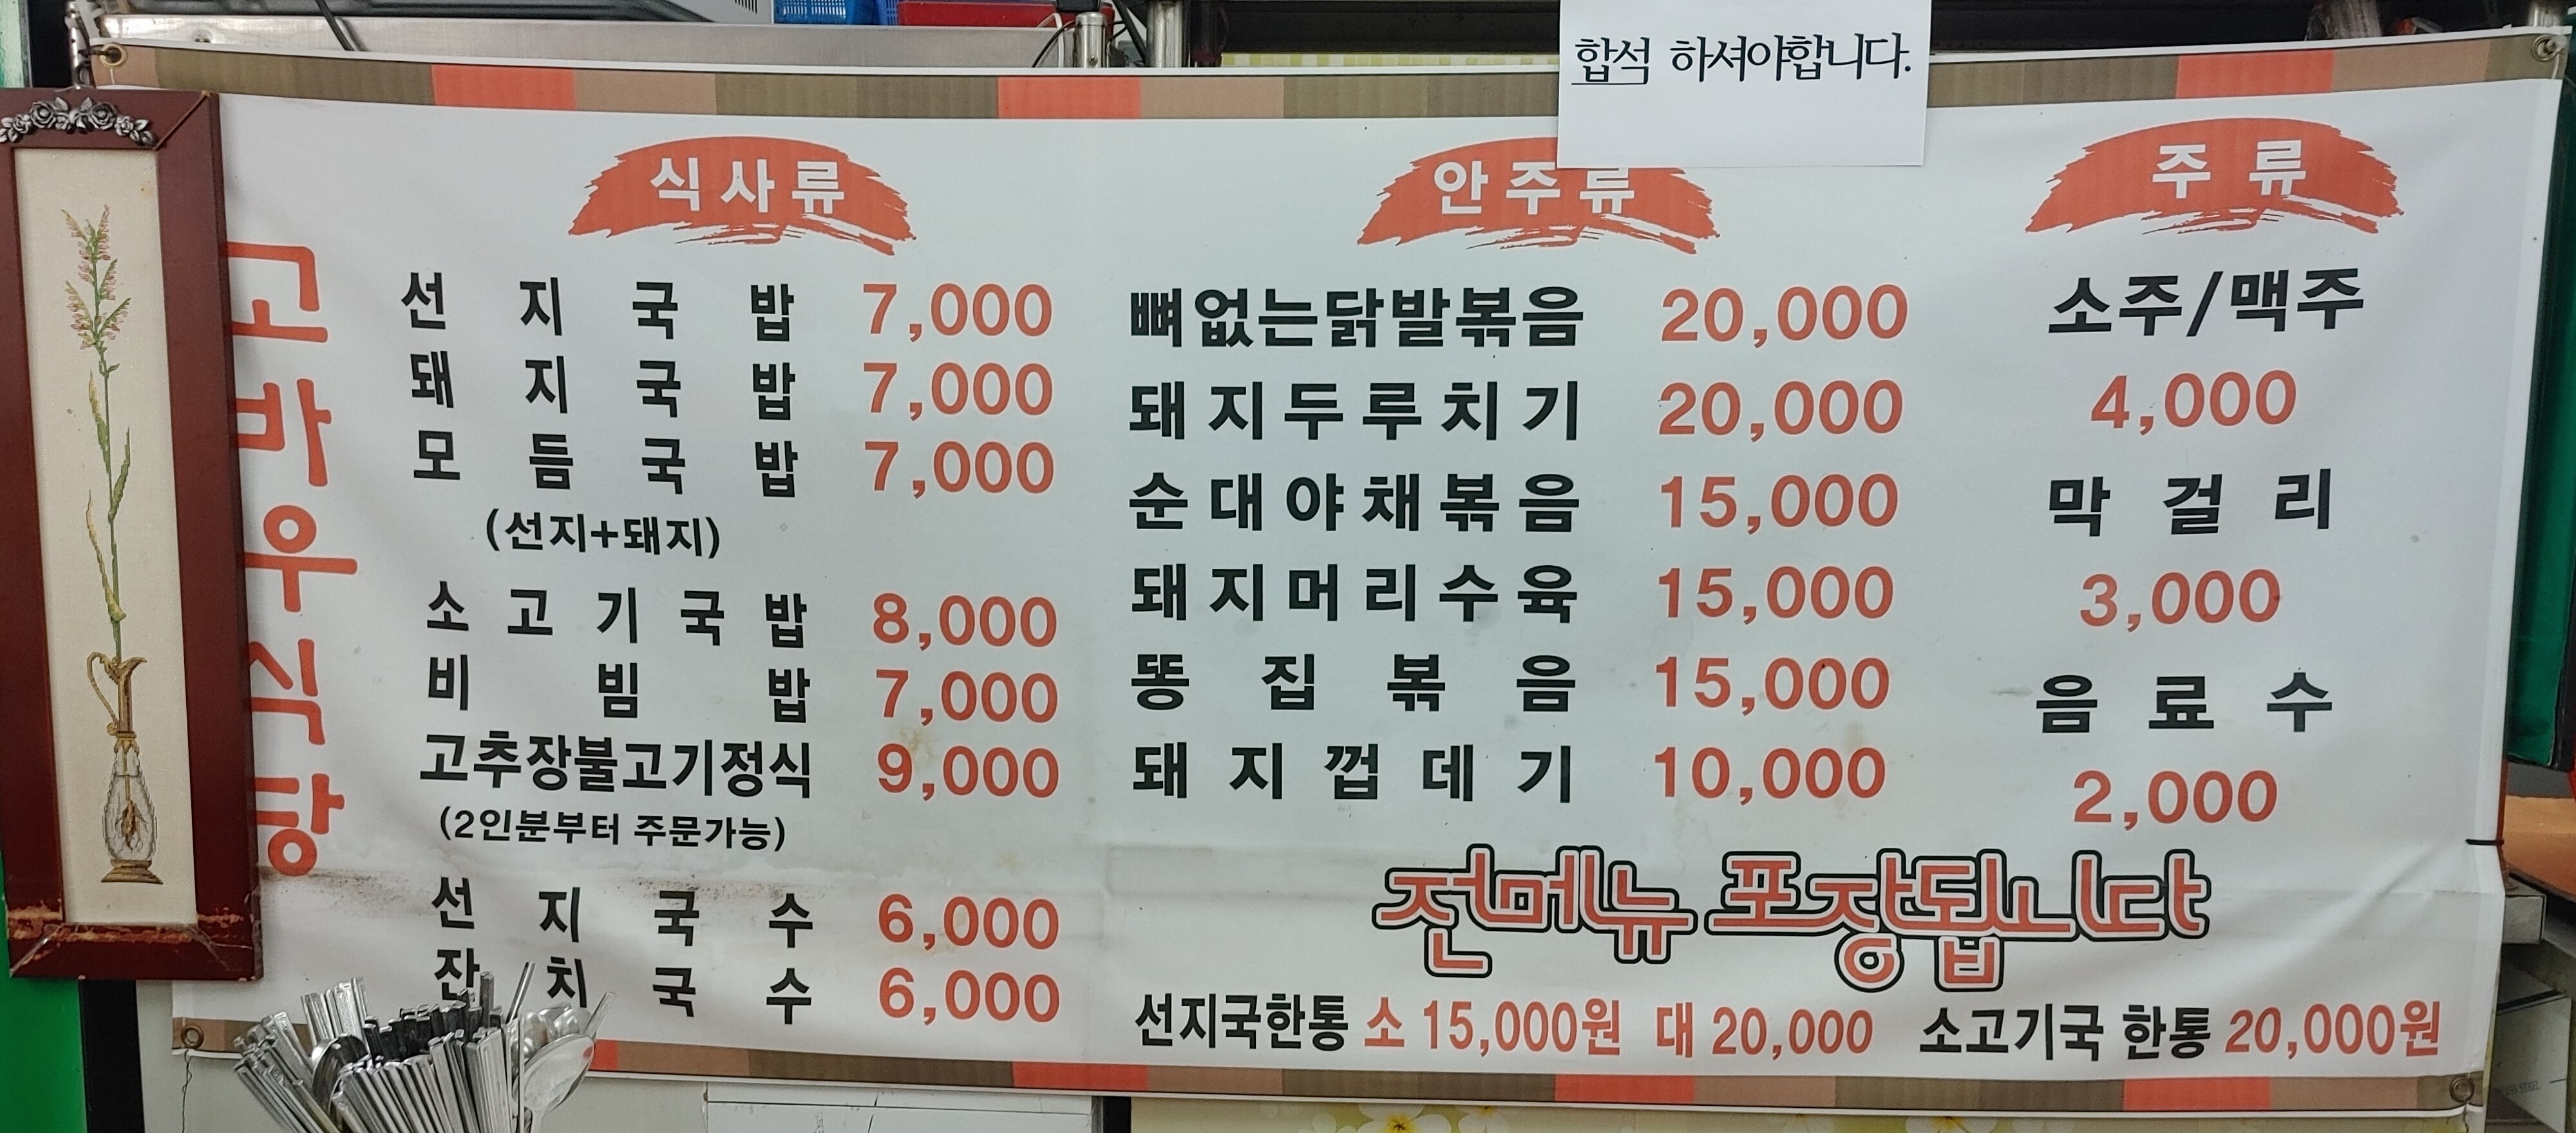 합석 하셔야합니다.
고바우식당
식사류
선지국밥 7,000
돼지국밥 7,000
모듬국밥 7,000
(선지+돼지)
소고기국밥 8,000
비빔밥 7,000
고추장불고기정식 9,000
(2인분부터 주문가능)
선지국수 6,000
잔치국수 6,000
안주류
뼈없는닭발볶음 20,000
돼지두루치기 20,000
순대야채볶음 15,000
돼지머리수육 15,000
똥집볶음 15,000
돼지껍데기 10,000
주류
소주/맥주
4,000
막걸리
3,000
음료수
2,000
전메뉴 포장됩니다
선지국한통 소 15,000원 대 20,000 소고기국 한통 20,000원